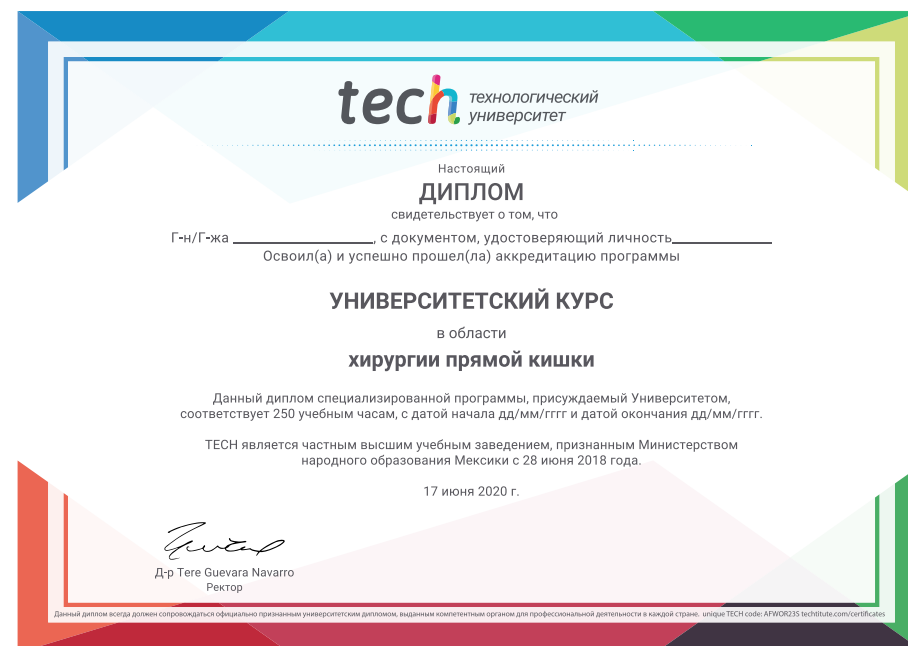 tech технологический
университет
Настоящий
ДИПЛОМ
свидетельствует о том, что
Г-н/Г-жа ____________________, с документом, удостоверяющий личность______________
Освоил(а) и успешно прошел(ла) аккредитацию программы
УНИВЕРСИТЕТСКИЙ КУРС
в области
хирургии прямой кишки
Данный диплом специализированной программы, присуждаемый Университетом,
соответствует 250 учебным часам, с датой начала дд/мм/гггг и датой окончания дд/мм/гггг.
TECH является частным высшим учебным заведением, признанным Министерством
народного образования Мексики с 28 июня 2018 года.
17 июня 2020 г.
Д-р Tere Guevara Navarro
Ректор
Данный диплом всегда должен сопровождаться официально признанным университетским дипломом, выданным компетентным органом для профессиональной деятельности в каждой стране. unique TECH code: AFWOR23S techtitute.com/certificates